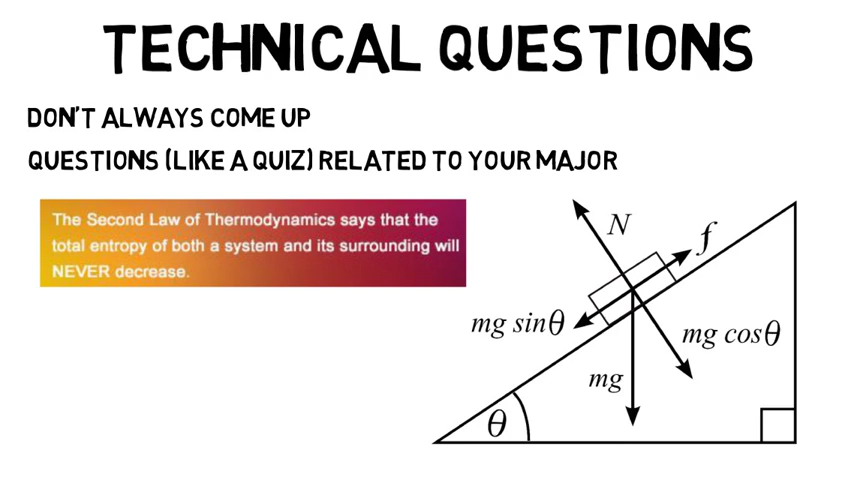 TECHNICAL QUESTIONS
DON'T ALWAYS COME UP
QUESTIONS (LIKE A QUIZ) RELATED TO YOUR MAJOR
The Second Law of Thermodynamics says that the
total entropy of both a system and its surrounding will
NEVER decrease.
N
f
mg sinθ
mg cosθ
mg
θ